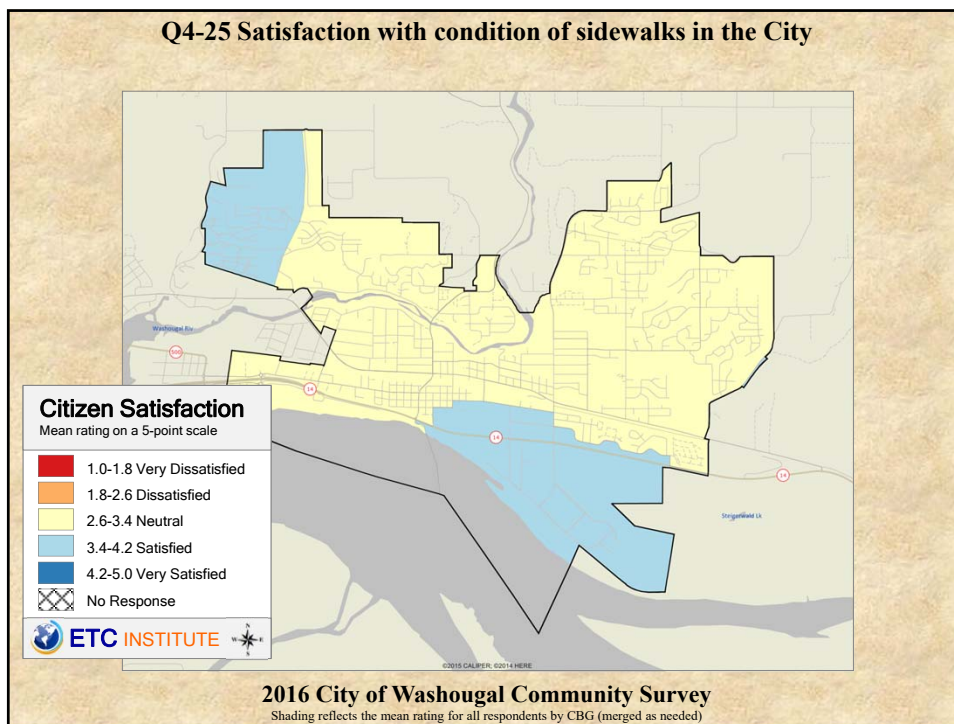 Q4-25 Satisfaction with condition of sidewalks in the City
Washougal Riv
500
14
14
14
Steigerwald Lk
Citizen Satisfaction
Mean rating on a 5-point scale
1.0-1.8 Very Dissatisfied
1.8-2.6 Dissatisfied
2.6-3.4 Neutral
3.4-4.2 Satisfied
4.2-5.0 Very Satisfied
No Response
ETC INSTITUTE
N
W E
S
©2015 CALIPER; ©2014 HERE
2016 City of Washougal Community Survey
Shading reflects the mean rating for all respondents by CBG (merged as needed)